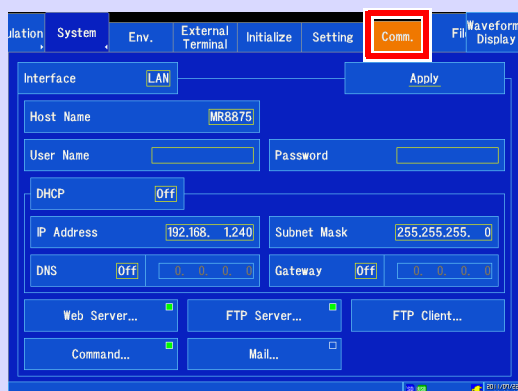 ulation System Env. External Terminal Initialize Setting Comm. Fil Waveform Display
Interface LAN Apply
Host Name MR8875
User Name Password
DHCP Off
IP Address 192.168. 1.240 Subnet Mask 255.255.255. 0
DNS Off 0. 0. 0. 0 Gateway Off 0. 0. 0. 0
Web Server... FTP Server... FTP Client...
Command... Mail...